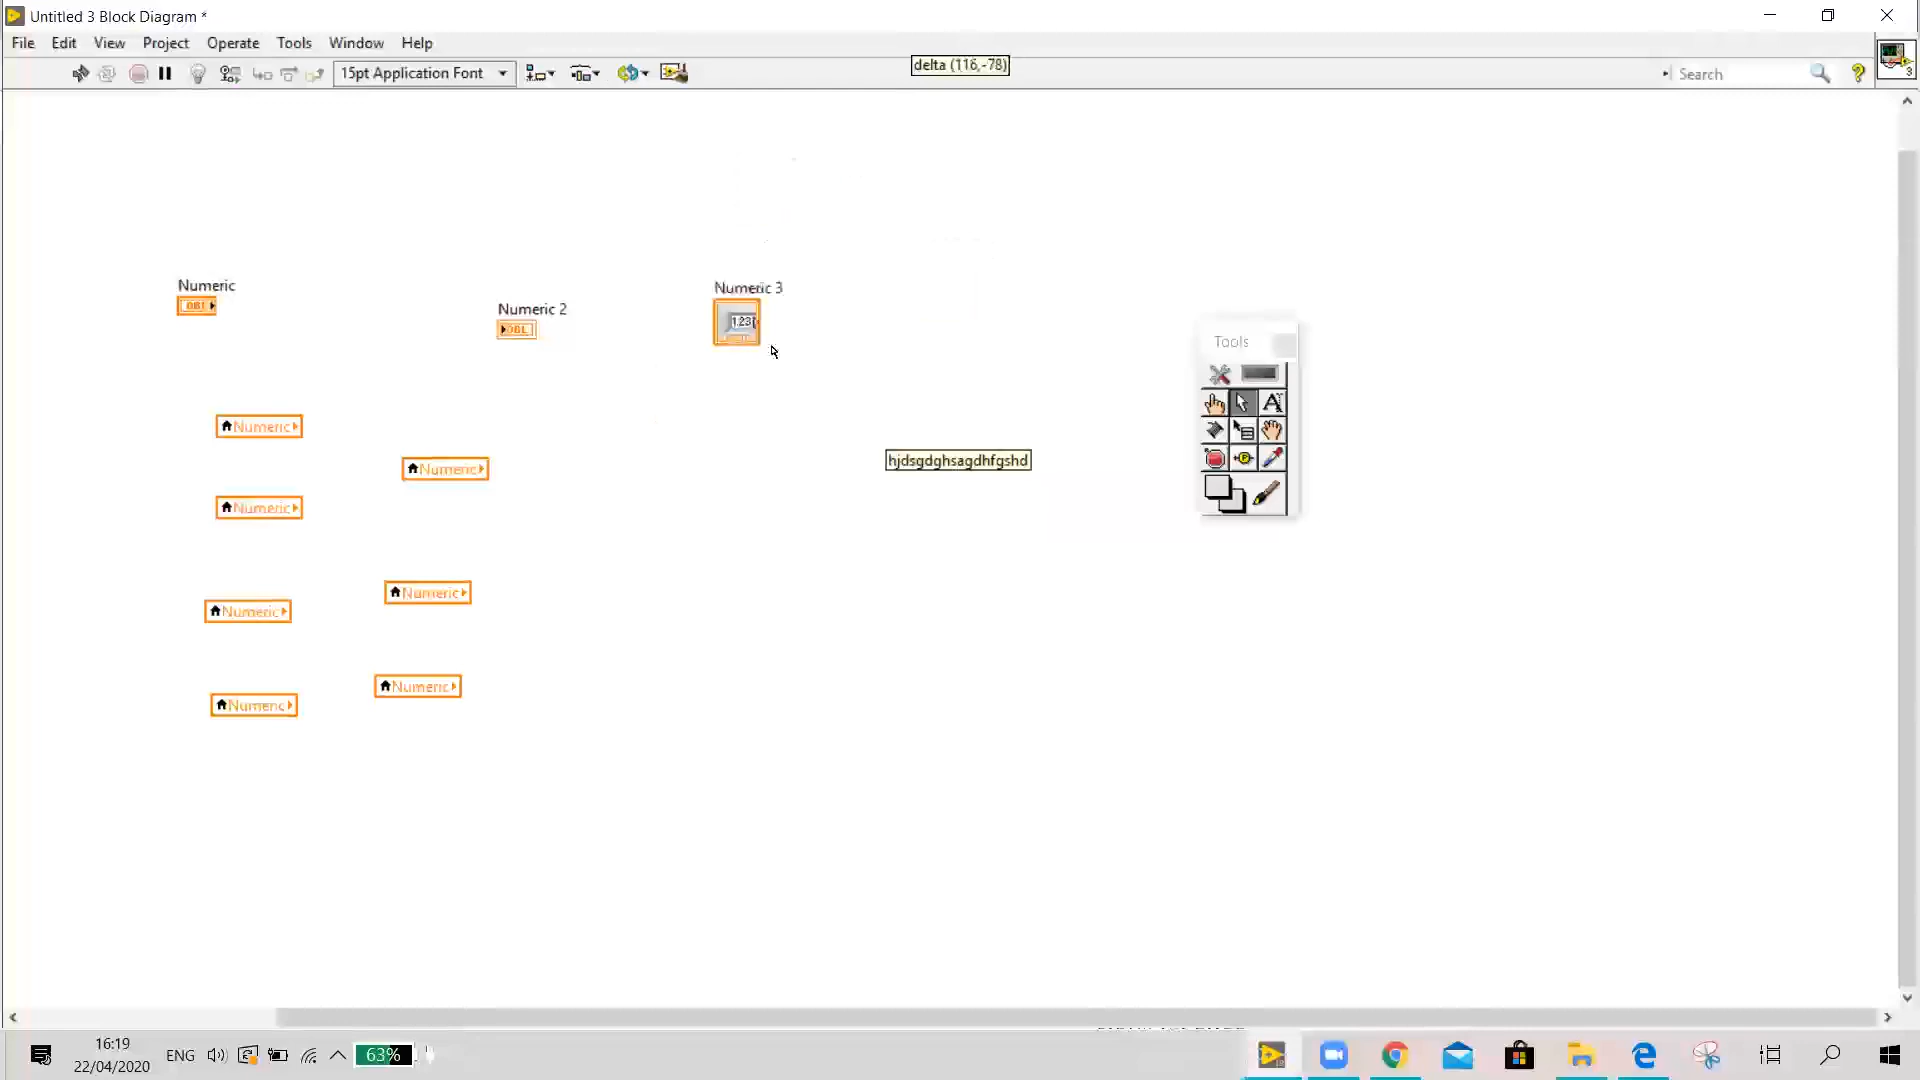 Untitled 3 Block Diagram *
File Edit View Project Operate Tools Window Help
15pt Application Font
delta (116,-78)
Search
3
Numeric
DBL
Numeric 2
DBL
Numeric 3
1.23
Tools
Numeric
Numeric
hjdsgdghsagdhfgshd
Numeric
Numeric
Numeric
Numeric
Numeric
16:19
22/04/2020
ENG
63%